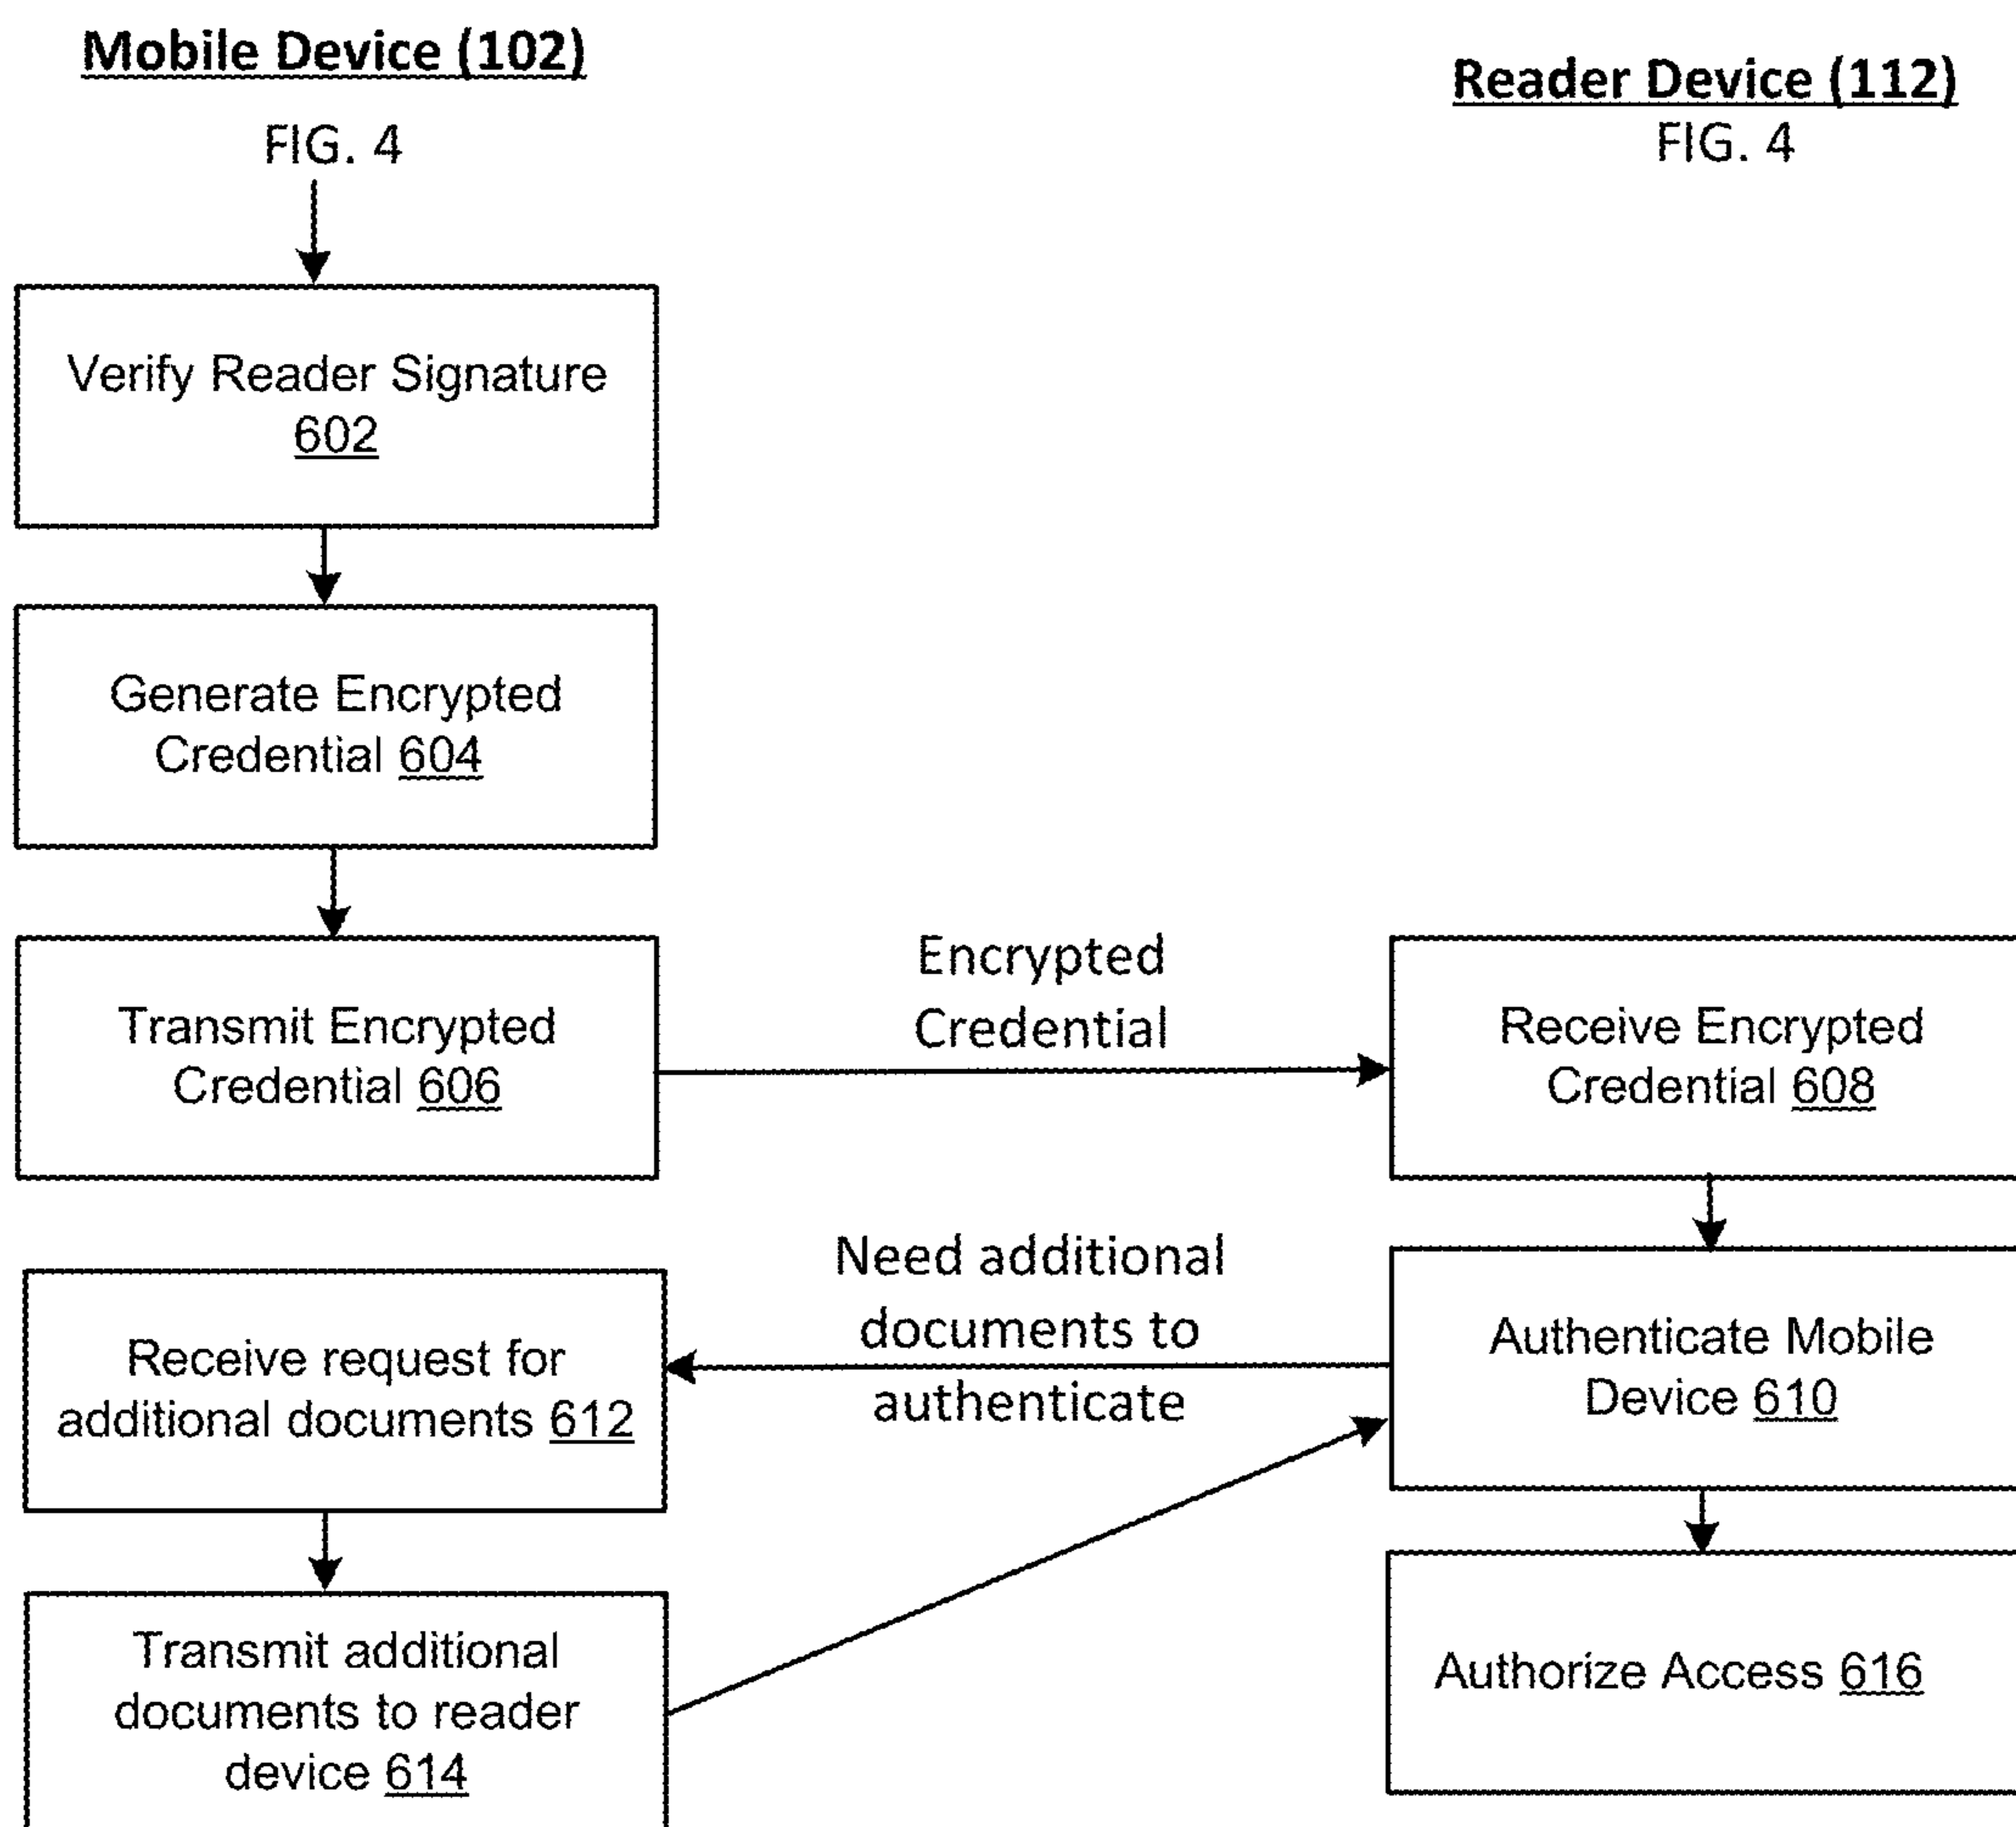 Mobile Device (102)
FIG. 4
Reader Device (112)
FIG. 4
Verify Reader Signature
602
Generate Encrypted
Credential 604
Transmit Encrypted
Credential 606
Encrypted
Credential
Receive Encrypted
Credential 608
Need additional
documents to
authenticate
Authenticate Mobile
Device 610
Receive request for
additional documents 612
Transmit additional
documents to reader
device 614
Authorize Access 616